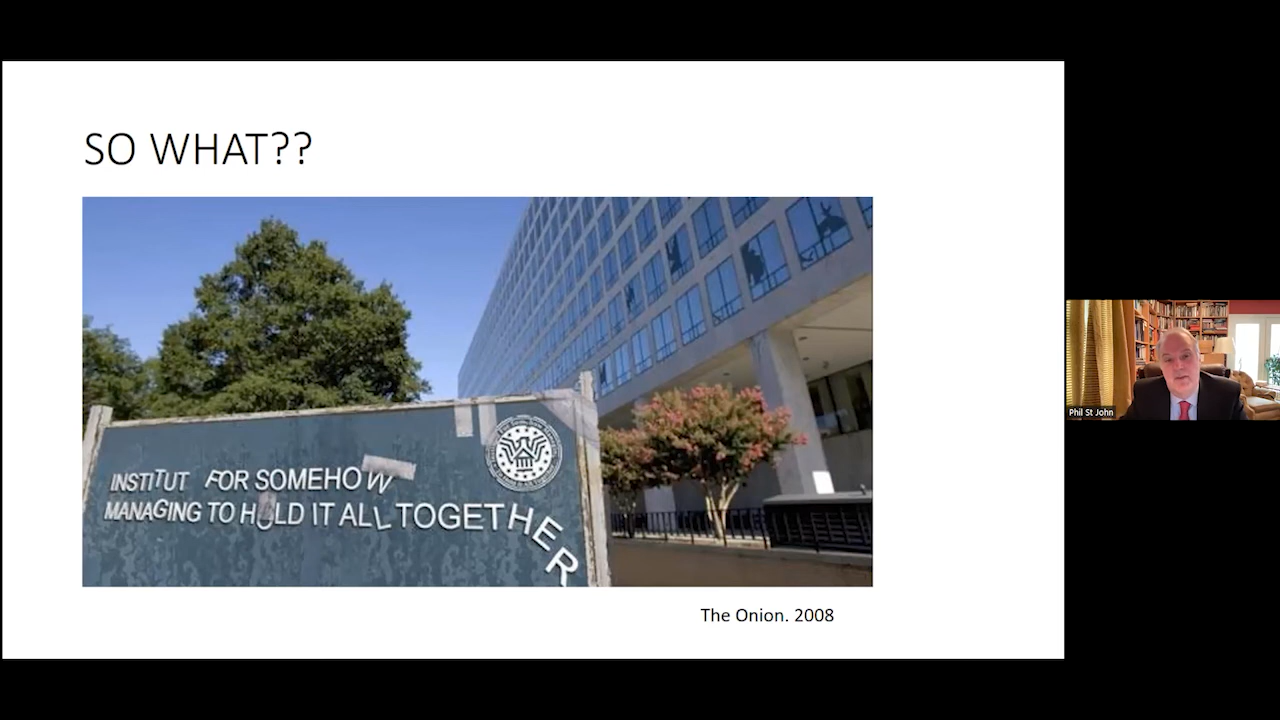 SO WHAT??
INSTITUT FOR SOMEHOW
MANAGING TO HOLD IT ALL TOGETHER
The Onion. 2008
Phil St John